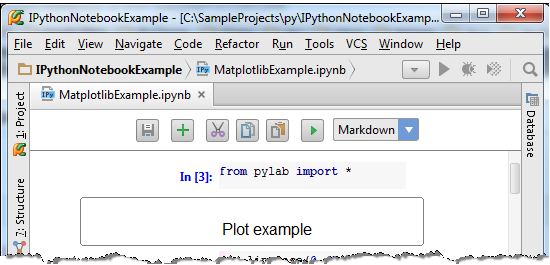 IPythonNotebookExample - [C:\SampleProjects\py\IPythonNotebookExamp...
File Edit View Navigate Code Refactor Run Tools VCS Window Help
IPythonNotebookExample MatplotlibExample.ipynb
MatplotlibExample.ipynb
1: Project
Database
Markdown
In [3]: from pylab import *
7: Structure
Plot example